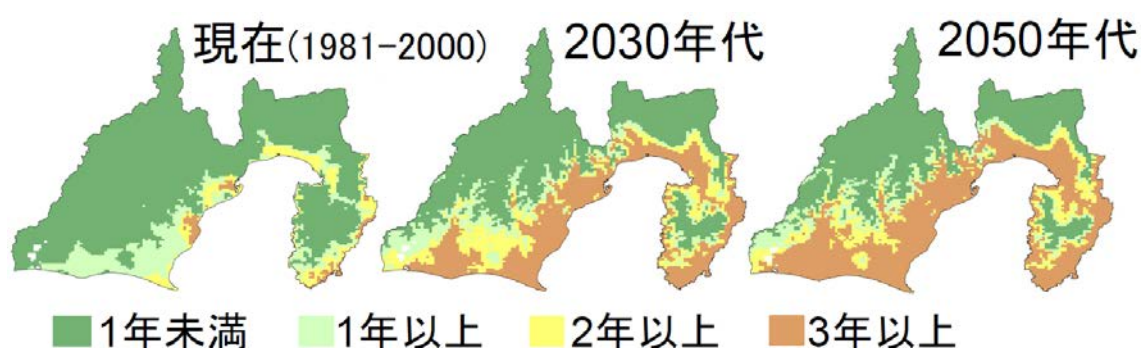 現在(1981-2000)
2030年代
2050年代
1年未満
1年以上
2年以上
3年以上